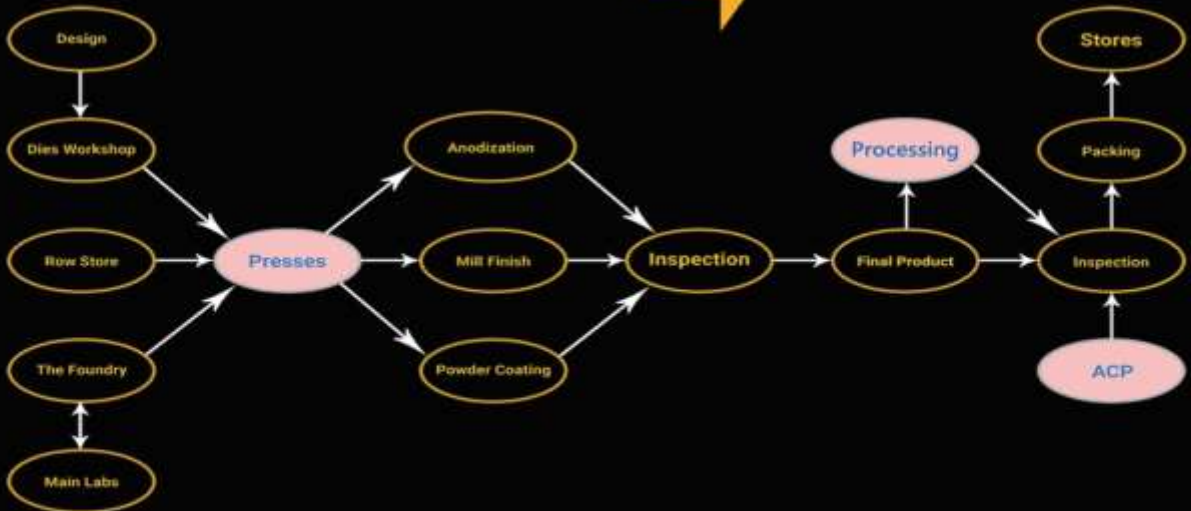 Design
Stores
Dies Workshop
Anodization
Processing
Packing
Row Store
Presses
Mill Finish
Inspection
Final Product
Inspection
The Foundry
Powder Coating
ACP
Main Labs